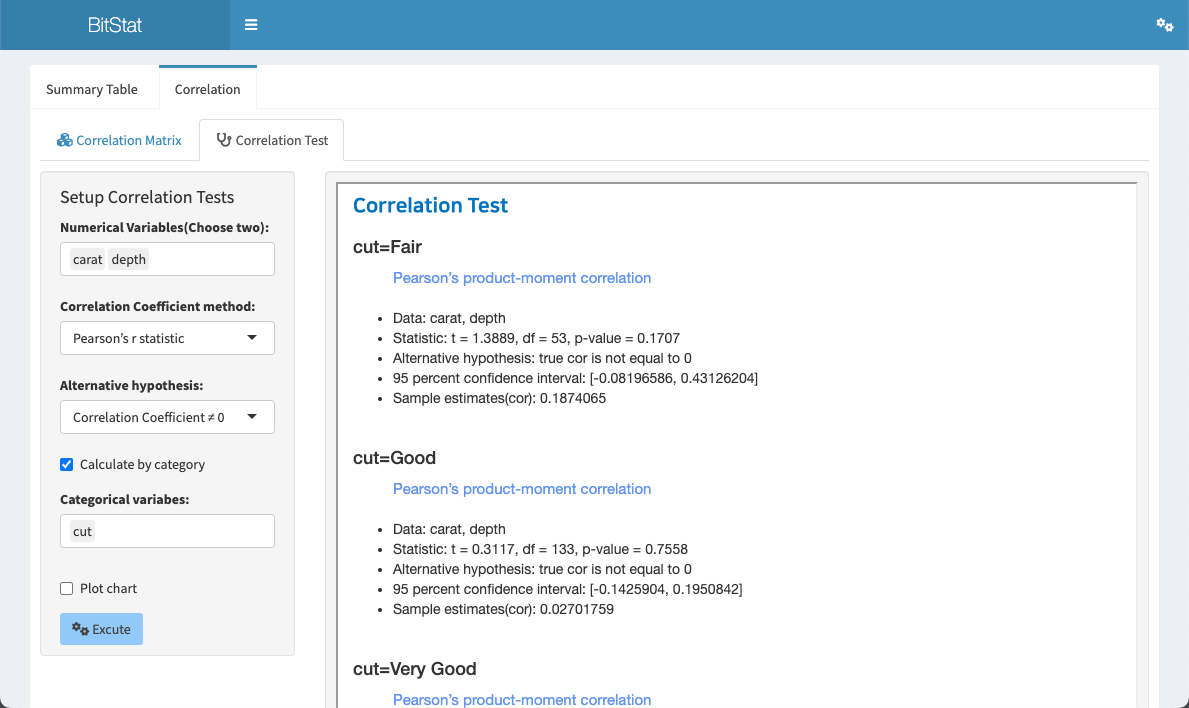 BitStat
Summary Table
Correlation
Correlation Matrix
Correlation Test
Setup Correlation Tests
Numerical Variables(Choose two):
carat depth
Correlation Coefficient method:
Pearson's r statistic
Alternative hypothesis:
Correlation Coefficient ≠ 0
Calculate by category
Categorical variabes:
cut
Plot chart
Excute
Correlation Test
cut=Fair
Pearson's product-moment correlation
• Data: carat, depth
• Statistic: t = 1.3889, df = 53, p-value = 0.1707
• Alternative hypothesis: true cor is not equal to 0
• 95 percent confidence interval: [-0.08196586, 0.43126204]
• Sample estimates(cor): 0.1874065
cut=Good
Pearson's product-moment correlation
• Data: carat, depth
• Statistic: t = 0.3117, df = 133, p-value = 0.7558
• Alternative hypothesis: true cor is not equal to 0
• 95 percent confidence interval: [-0.1425904, 0.1950842]
• Sample estimates(cor): 0.02701759
cut=Very Good
Pearson's product-moment correlation